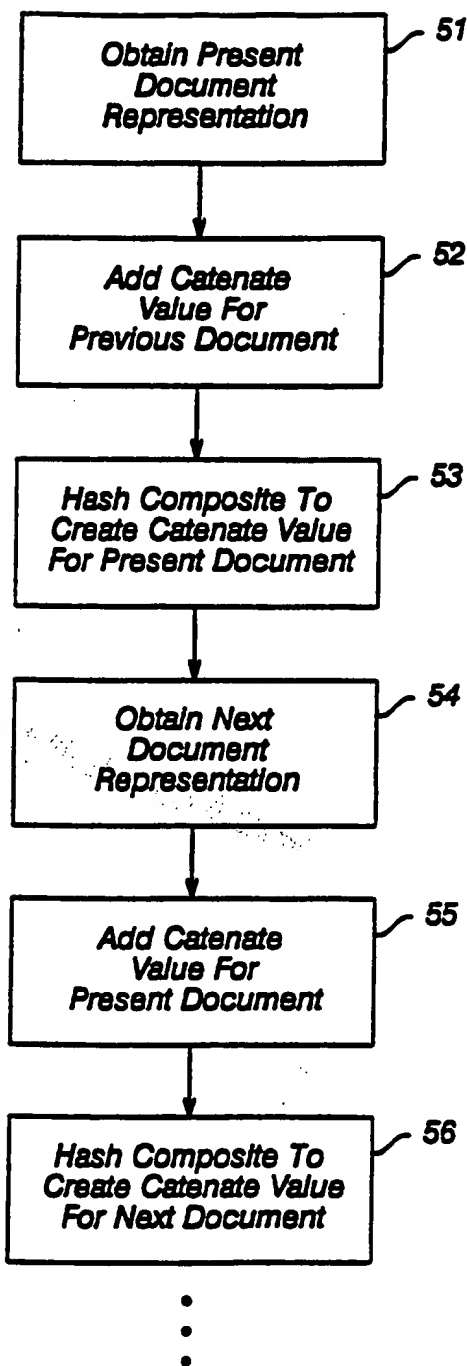 51
Obtain Present
Document
Representation
52
Add Catenate
Value For
Previous Document
53
Hash Composite To
Create Catenate Value
For Present Document
54
Obtain Next
Document
Representation
55
Add Catenate
Value For
Present Document
56
Hash Composite To
Create Catenate Value
For Next Document